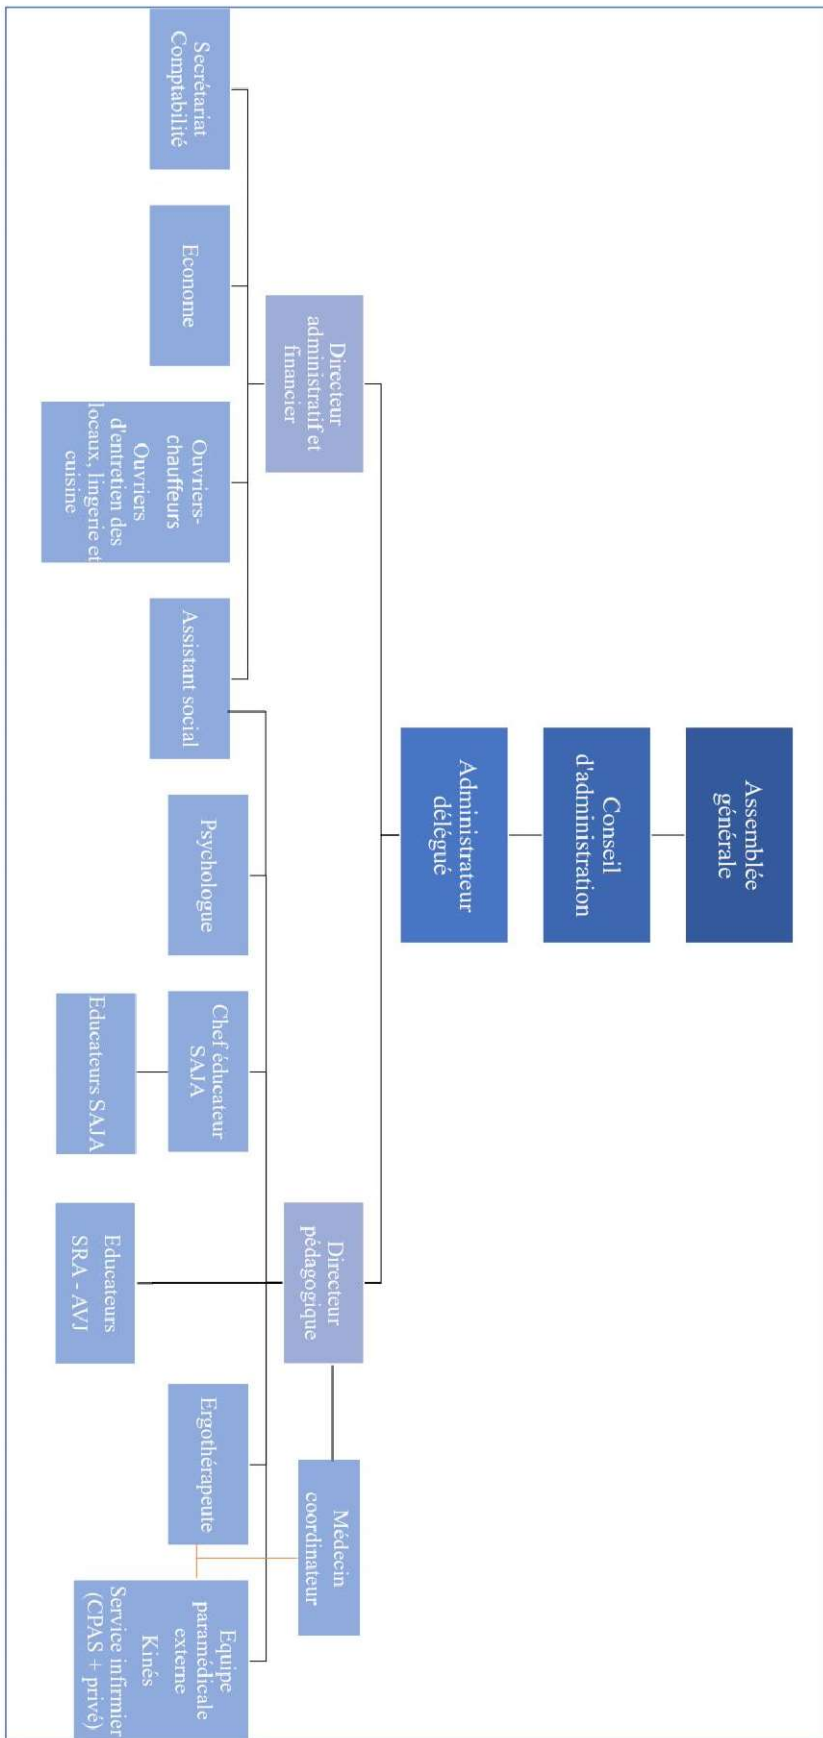 Assemblée
générale
Conseil
d'administration
Administrateur
délégué
Directeur
administratif et
financier
Directeur
pédagogique
Médecin
coordinateur
Secrétariat
Comptabilité
Econome
Ouvriers-
chauffeurs
Ouvriers
d'entretien des
locaux, lingerie et
cuisine
Assistant social
Psychologue
Chef éducateur
SAJA
Educateurs SAJA
Educateurs
SRA - AVJ
Ergothérapeute
Equipe
paramédicale
externe
Kinés
Service infirmier
(CPAS + privé)